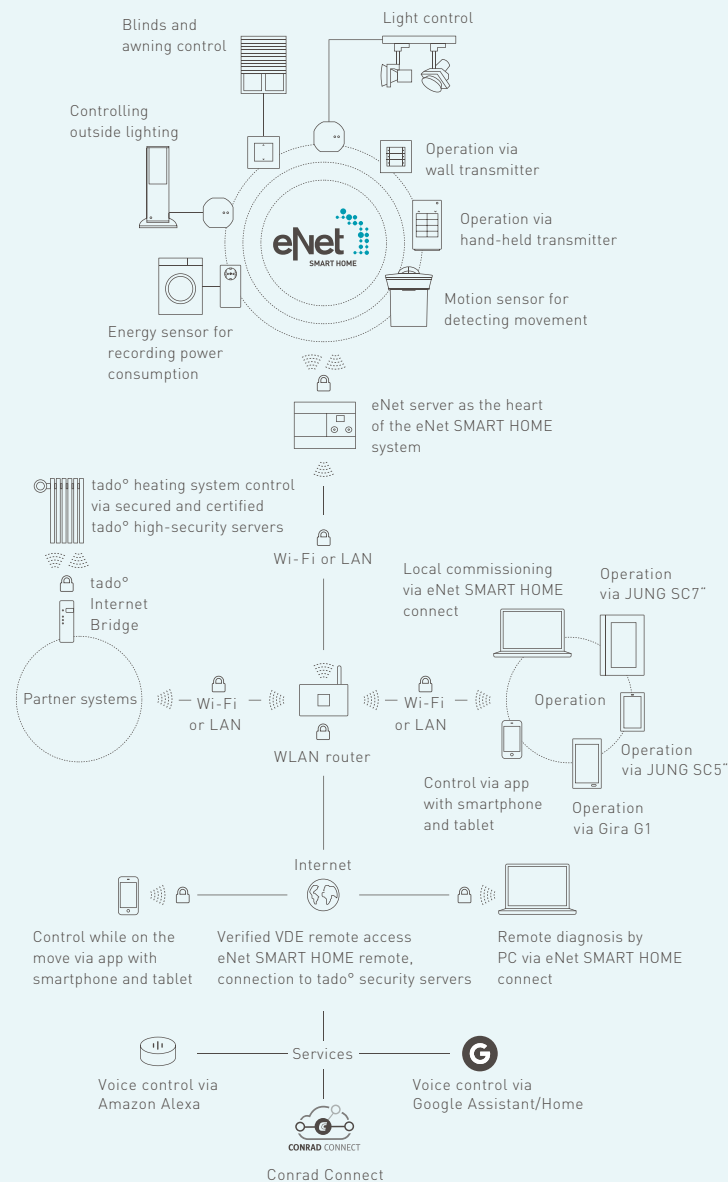 Light control
Blinds and
awning control
Controlling
outside lighting
Operation via
wall transmitter
Operation via
hand-held transmitter
eNet
SMART HOME
Motion sensor for
detecting movement
Energy sensor for
recording power
consumption
eNet server as the heart
of the eNet SMART HOME
system
tado° heating system control
via secured and certified
tado° high-security servers
Wi-Fi or LAN
tado°
Internet
Bridge
Local commissioning
via eNet SMART HOME
connect
Operation
via JUNG SC7"
Partner systems
Wi-Fi
or LAN
Wi-Fi
or LAN
Operation
WLAN router
Operation
via JUNG SC5"
Control via app
with smartphone
and tablet
Operation
via Gira G1
Internet
Control while on the
move via app with
smartphone and tablet
Verified VDE remote access
eNet SMART HOME remote,
connection to tado° security servers
Remote diagnosis by
PC via eNet SMART HOME
connect
Services
G
Voice control via
Amazon Alexa
Voice control via
Google Assistant/Home
CONRAD CONNECT
Conrad Connect